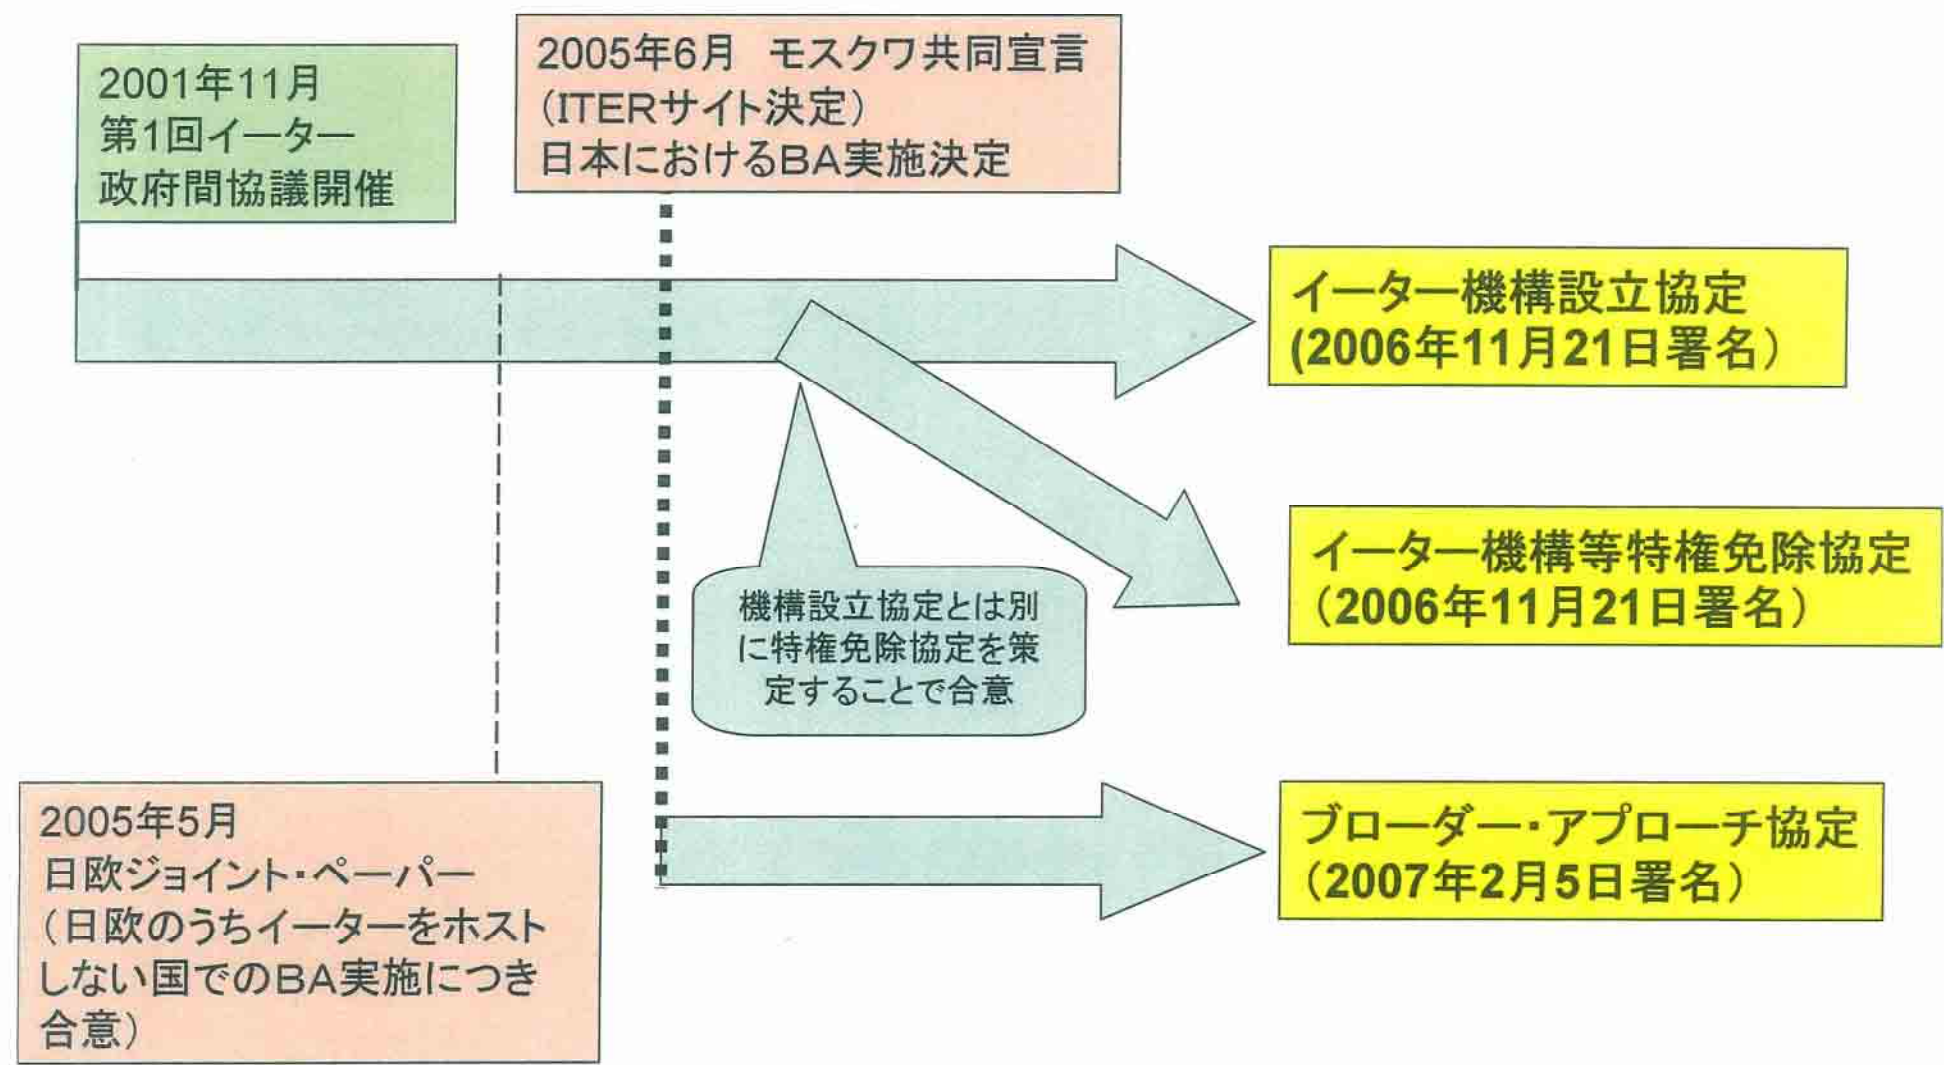 2001年11月
第1回イーター
政府間協議開催
2005年6月　モスクワ共同宣言
(ITERサイト決定)
日本におけるBA実施決定
イーター機構設立協定
(2006年11月21日署名)
機構設立協定とは別
に特権免除協定を策
定することで合意
イーター機構等特権免除協定
(2006年11月21日署名)
2005年5月
日欧ジョイント・ペーパー
(日欧のうちイーターをホスト
しない国でのBA実施につき
合意)
ブローダー・アプローチ協定
(2007年2月5日署名)